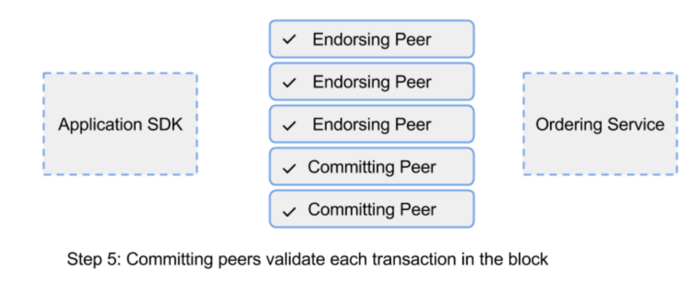 Endorsing Peer
Endorsing Peer
Application SDK
Endorsing Peer
Ordering Service
Committing Peer
Committing Peer
Step 5: Committing peers validate each transaction in the block